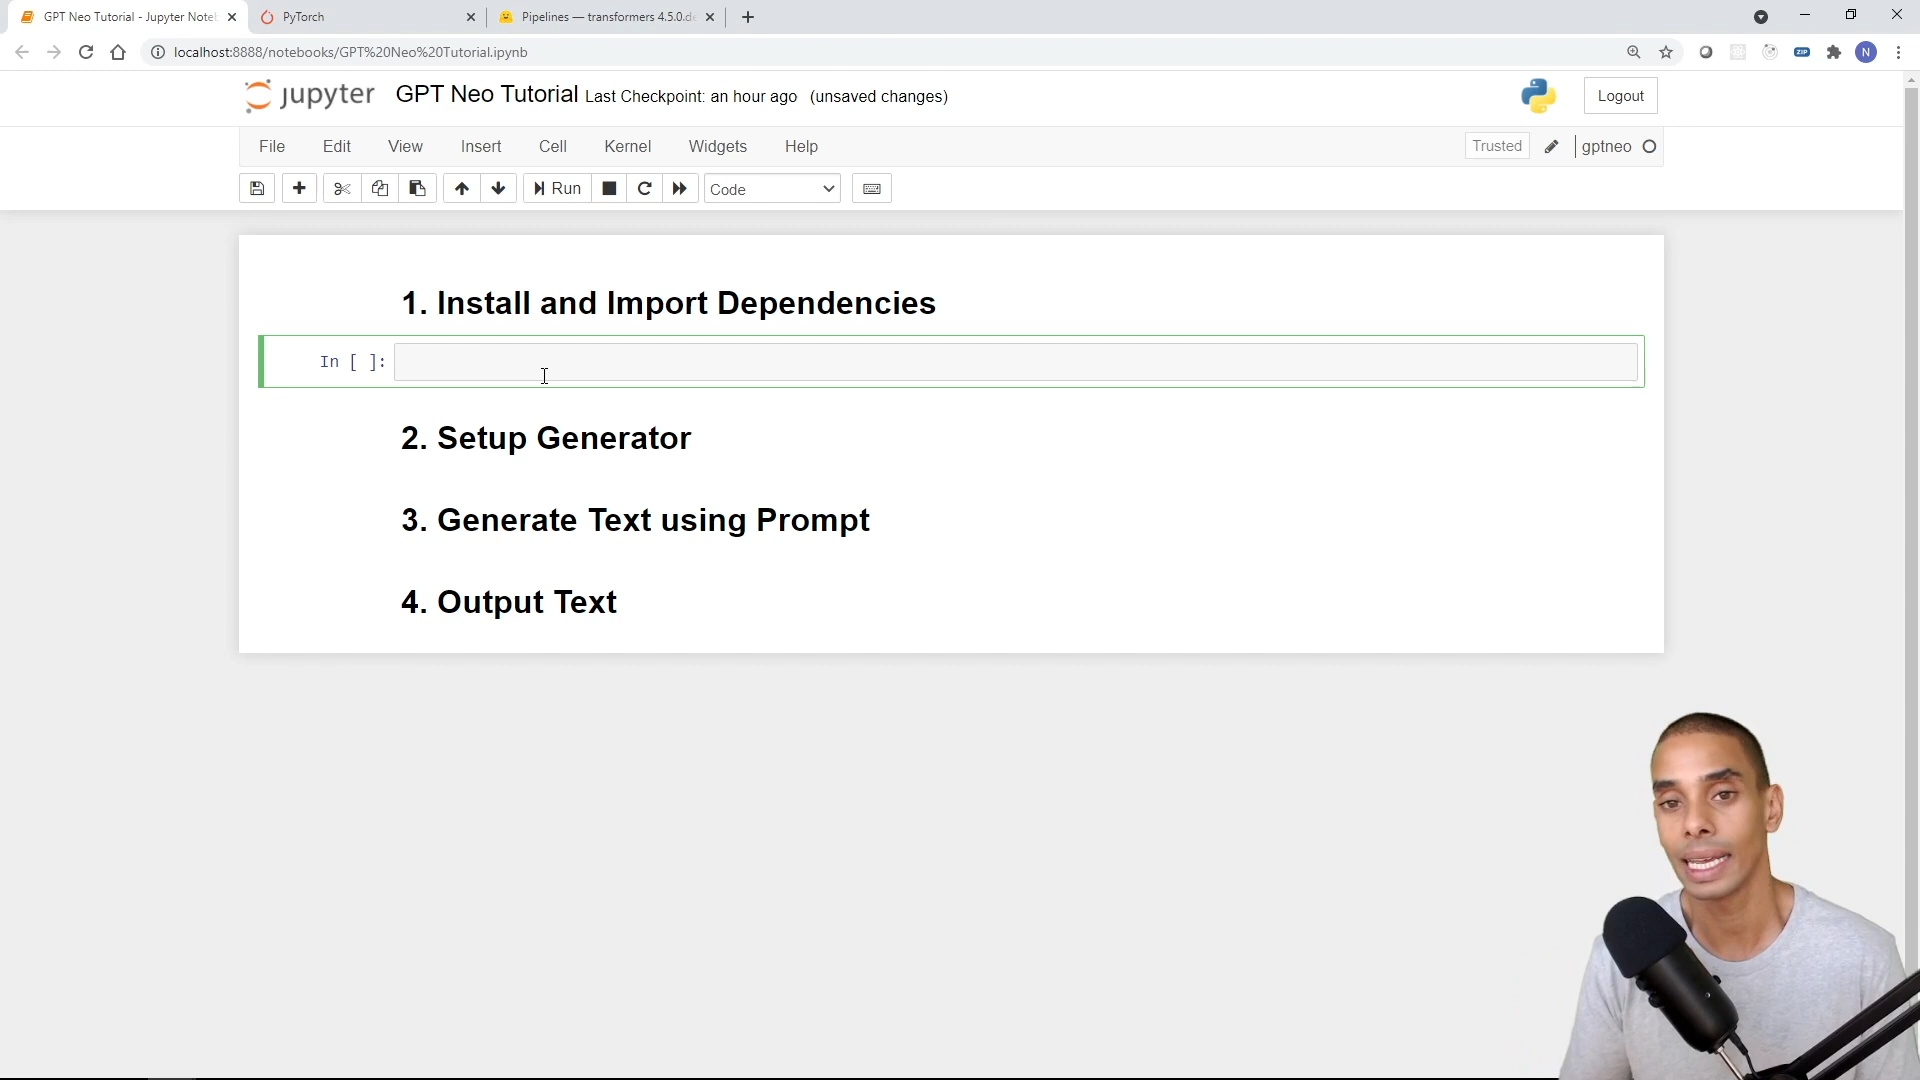 GPT Neo Tutorial - Jupyter Note
PyTorch
Pipelines — transformers 4.5.0.de
localhost:8888/notebooks/GPT%20Neo%20Tutorial.ipynb
ZIP
N
jupyter GPT Neo Tutorial Last Checkpoint: an hour ago (unsaved changes)
Logout
File Edit View Insert Cell Kernel Widgets Help
Trusted
gptneo
Run
Code
1. Install and Import Dependencies
In [ ]:
2. Setup Generator
3. Generate Text using Prompt
4. Output Text